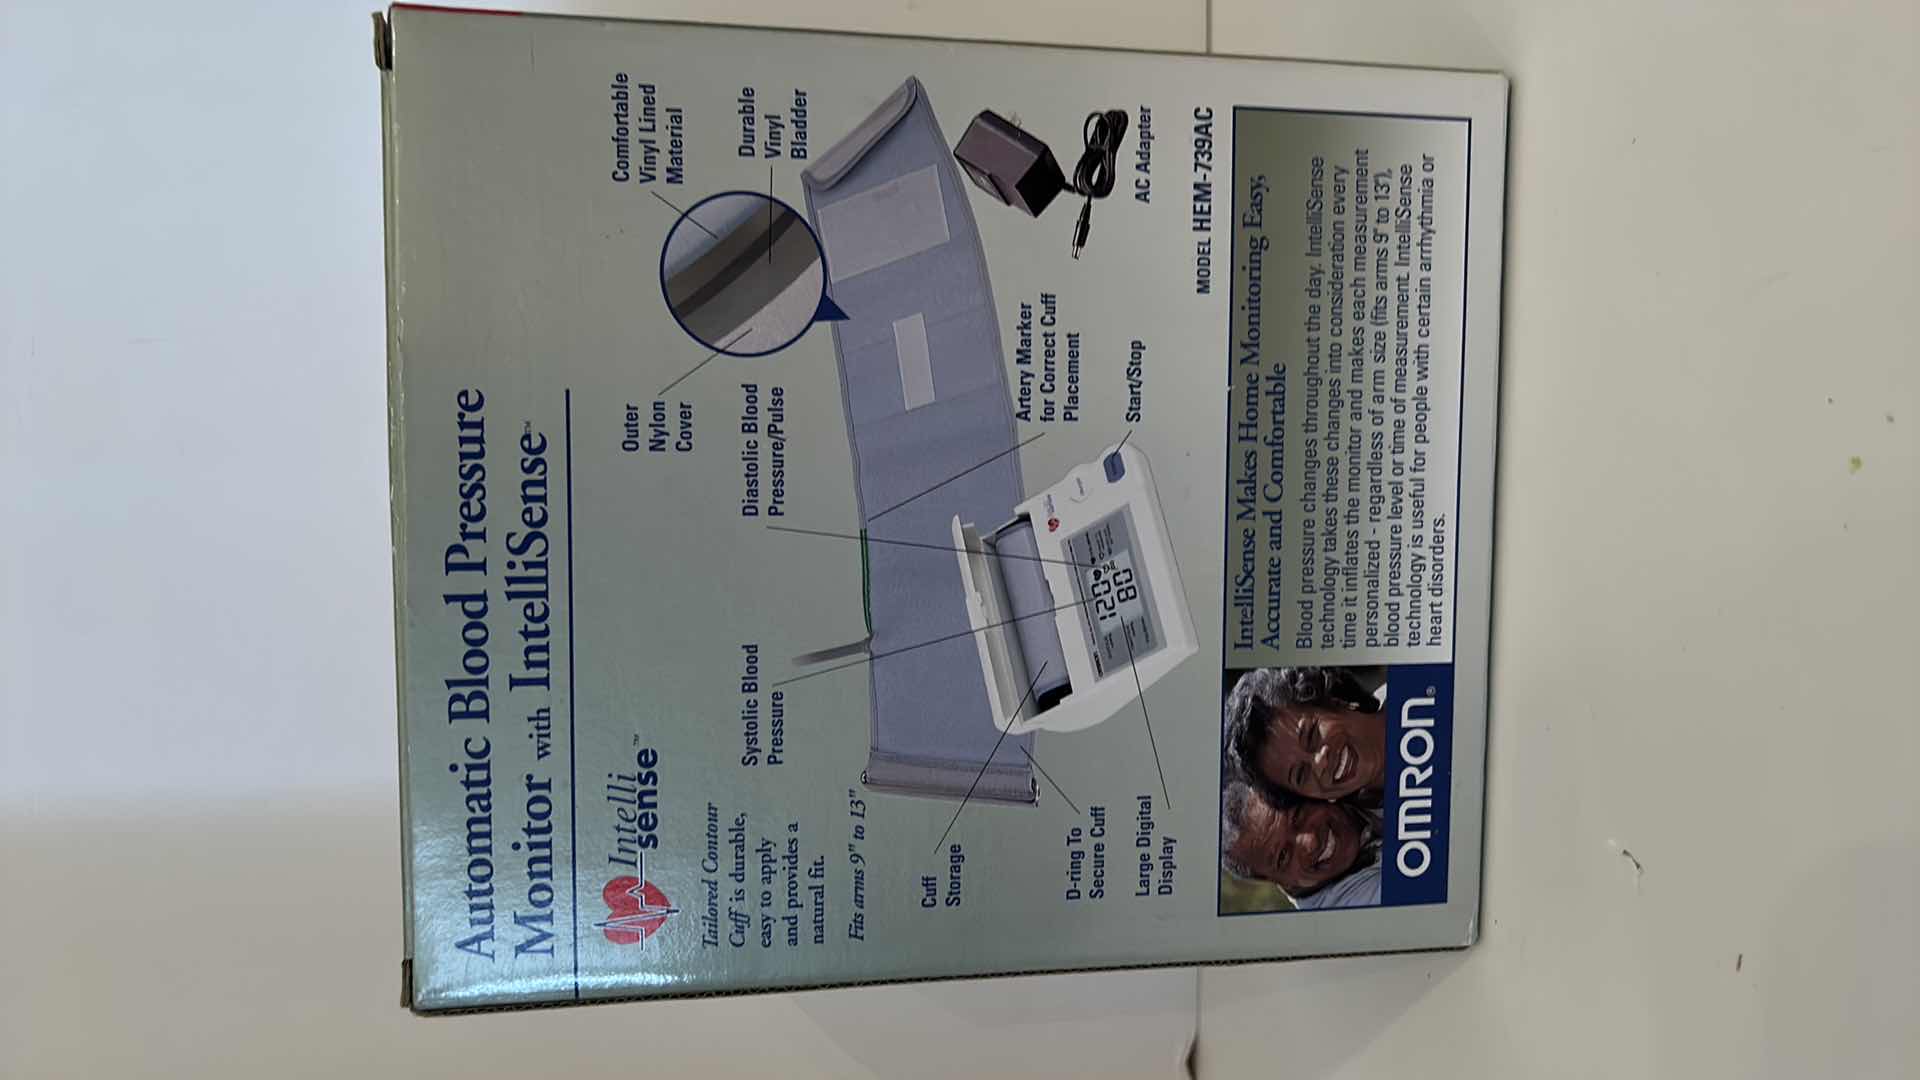 Automatic Blood Pressure
Monitor with IntelliSense™
Intelli
sense™
Tailored Contour
Cuff is durable,
easy to apply
and provides a
natural fit.
Fits arms 9" to 13"
Outer
Nylon
Cover
Comfortable
Vinyl Lined
Material
Durable
Vinyl
Bladder
Systolic Blood
Pressure
Diastolic Blood
Pressure/Pulse
Artery Marker
for Correct Cuff
Placement
Start/Stop
AC Adapter
Cuff
Storage
D-ring To
Secure Cuff
Large Digital
Display
120
80
MODEL HEM-739AC
IntelliSense Makes Home Monitoring Easy,
Accurate and Comfortable
Blood pressure changes throughout the day. IntelliSense
technology takes these changes into consideration every
time it inflates the monitor and makes each measurement
personalized - regardless of arm size (fits arms 9" to 13"),
blood pressure level or time of measurement. IntelliSense
technology is useful for people with certain arrhythmia or
heart disorders.
OMRON®